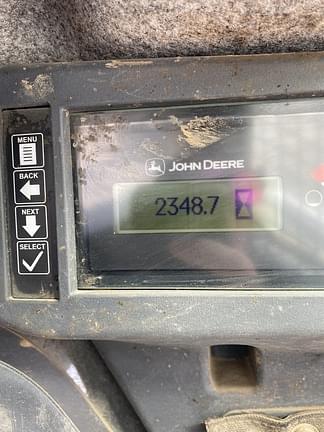 MENU
BACK
NEXT
SELECT
JOHN DEERE
2348.7